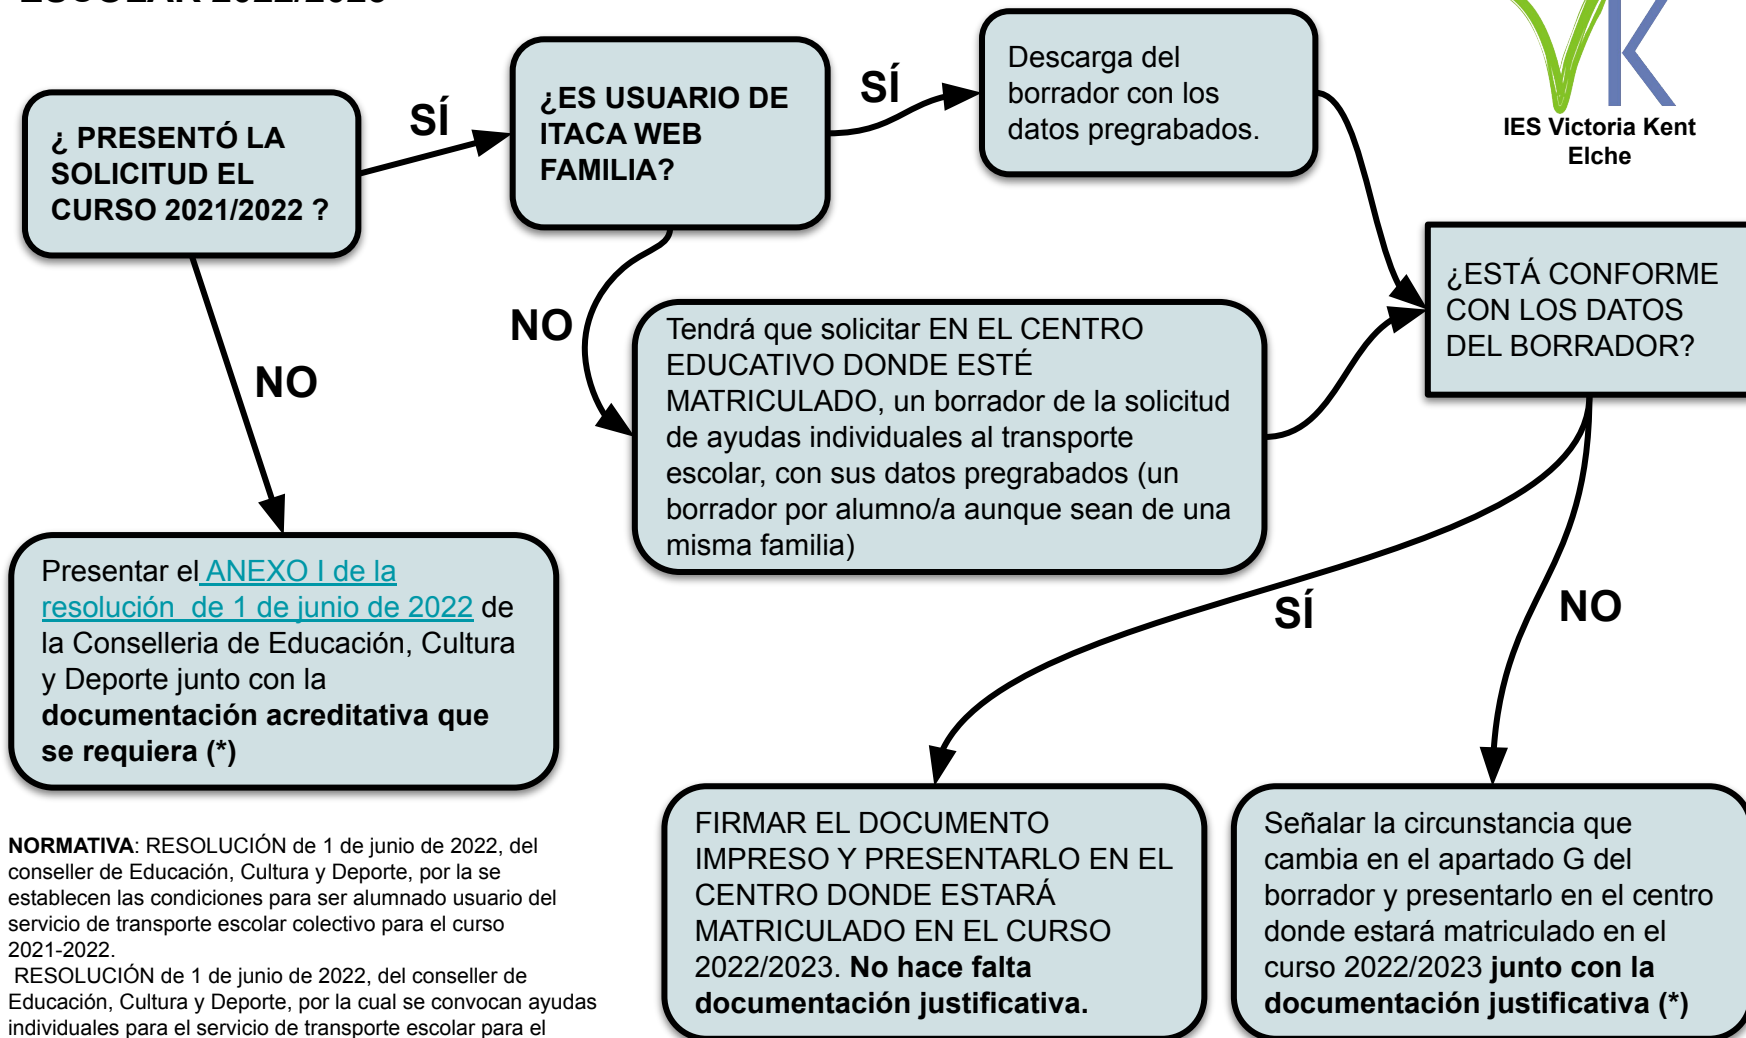 ESCOLAR 2022/2023
¿ PRESENTÓ LA
SOLICITUD EL
CURSO 2021/2022 ?
SÍ
¿ES USUARIO DE
ITACA WEB
FAMILIA?
SÍ
Descarga del
borrador con los
datos pregrabados.
VK
IES Victoria Kent
Elche
NO
NO
Tendrá que solicitar EN EL CENTRO
EDUCATIVO DONDE ESTÉ
MATRICULADO, un borrador de la solicitud
de ayudas individuales al transporte
escolar, con sus datos pregrabados (un
borrador por alumno/a aunque sean de una
misma familia)
¿ESTÁ CONFORME
CON LOS DATOS
DEL BORRADOR?
Presentar el ANEXO I de la
resolución  de 1 de junio de 2022 de
la Conselleria de Educación, Cultura
y Deporte junto con la
documentación acreditativa que
se requiera (*)
SÍ
NO
FIRMAR EL DOCUMENTO
IMPRESO Y PRESENTARLO EN EL
CENTRO DONDE ESTARÁ
MATRICULADO EN EL CURSO
2022/2023. No hace falta
documentación justificativa.
Señalar la circunstancia que
cambia en el apartado G del
borrador y presentarlo en el centro
donde estará matriculado en el
curso 2022/2023 junto con la
documentación justificativa (*)
NORMATIVA: RESOLUCIÓN de 1 de junio de 2022, del
conseller de Educación, Cultura y Deporte, por la se
establecen las condiciones para ser alumnado usuario del
servicio de transporte escolar colectivo para el curso
2021-2022.
RESOLUCIÓN de 1 de junio de 2022, del conseller de
Educación, Cultura y Deporte, por la cual se convocan ayudas
individuales para el servicio de transporte escolar para el